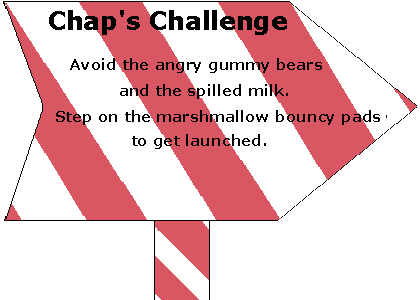 Chap's Challenge
Avoid the angry gummy bears
and the spilled milk.
Step on the marshmallow bouncy pads
to get launched.